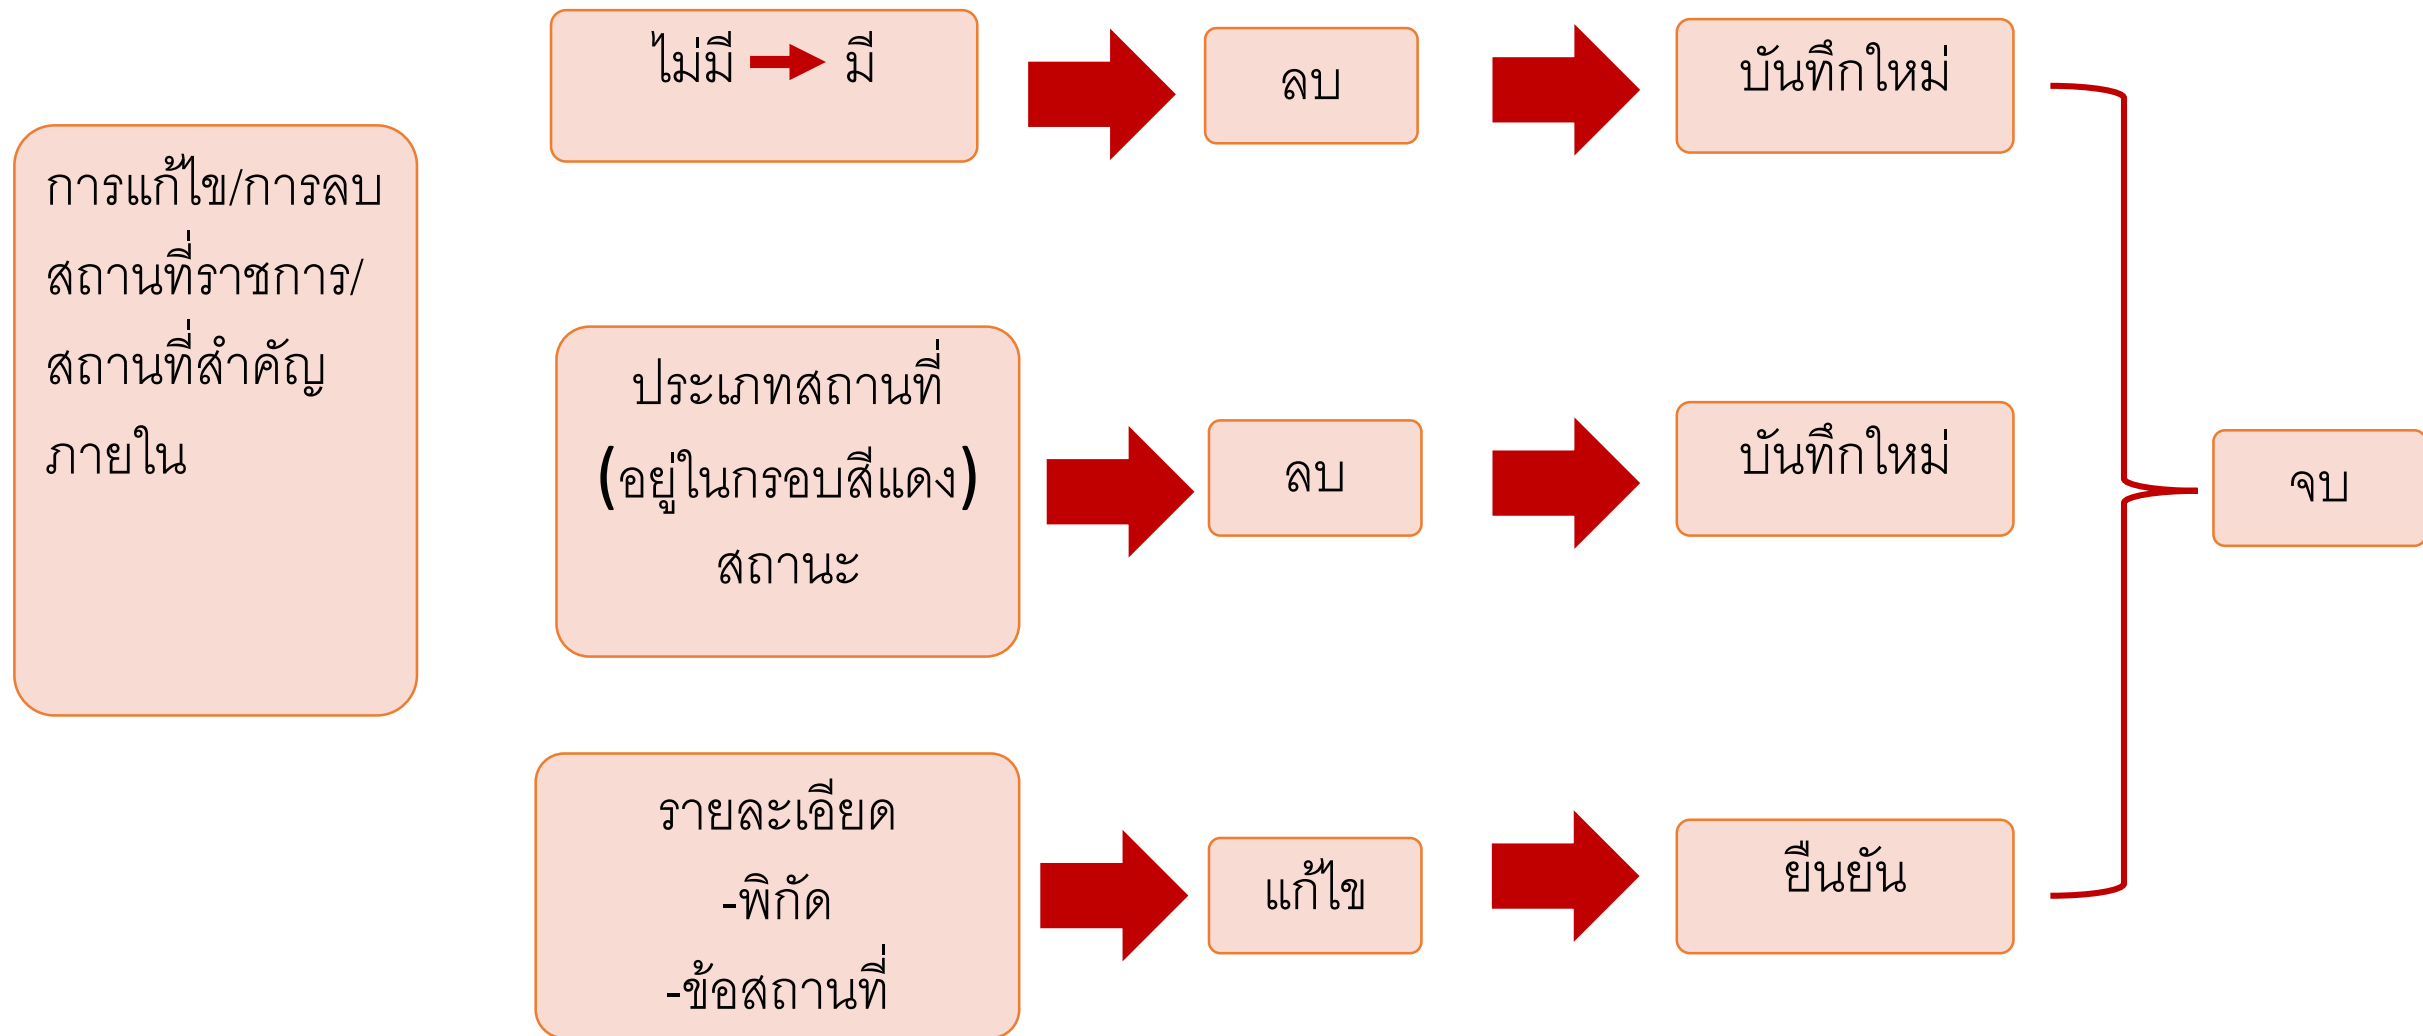 การแก้ไข/การลบ
สถานที่ราชการ/
สถานที่สำคัญ
ภายใน
ไม่มี มี
ลบ
บันทึกใหม่
ประเภทสถานที่
(อยู่ในกรอบสีแดง)
สถานะ
ลบ
บันทึกใหม่
รายละเอียด
-พิกัด
-ข้อสถานที่
แก้ไข
ยืนยัน
จบ